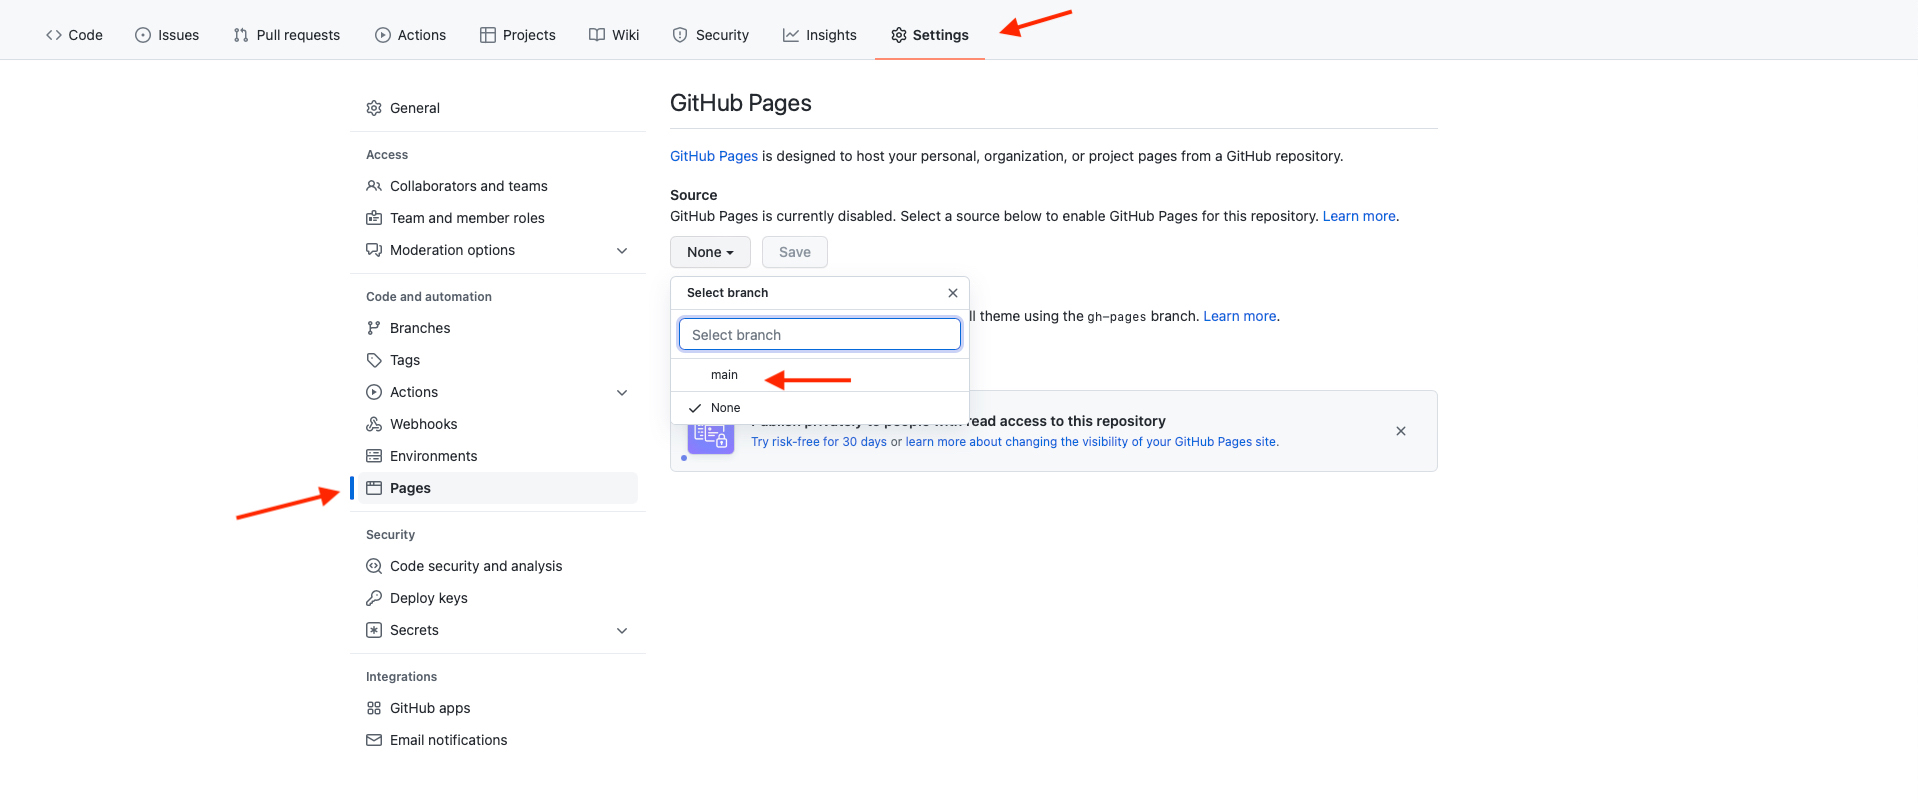 Code Issues Pull requests Actions Projects Wiki Security Insights Settings
General
Access
Collaborators and teams
Team and member roles
Moderation options
Code and automation
Branches
Tags
Actions
Webhooks
Environments
Pages
Security
Code security and analysis
Deploy keys
Secrets
Integrations
GitHub apps
Email notifications
GitHub Pages
GitHub Pages is designed to host your personal, organization, or project pages from a GitHub repository.
Source
GitHub Pages is currently disabled. Select a source below to enable GitHub Pages for this repository. Learn more.
None Save
Select branch
Select branch
main
None
ll theme using the gh-pages branch. Learn more.
read access to this repository
Try risk-free for 30 days or learn more about changing the visibility of your GitHub Pages site.